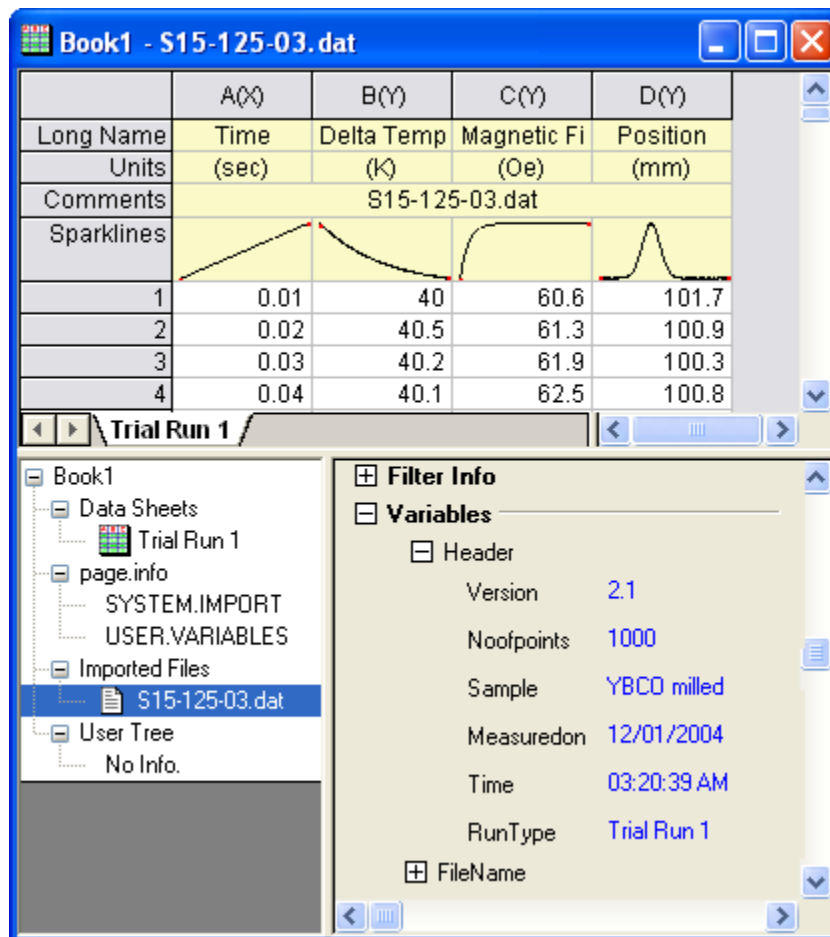 Book1 - S15-125-03.dat
A(X) B(Y) C(Y) D(Y)
Long Name Time Delta Temp Magnetic Fi Position
Units (sec) (K) (Oe) (mm)
Comments S15-125-03.dat
Sparklines
1 0.01 40 60.6 101.7
2 0.02 40.5 61.3 100.9
3 0.03 40.2 61.9 100.3
4 0.04 40.1 62.5 100.8
Trial Run 1
Book1
Data Sheets
Trial Run 1
page.info
SYSTEM.IMPORT
USER.VARIABLES
Imported Files
S15-125-03.dat
User Tree
No Info.
Filter Info
Variables
Header
Version 2.1
Noofpoints 1000
Sample YBCO milled
Measuredon 12/01/2004
Time 03:20:39 AM
RunType Trial Run 1
FileName